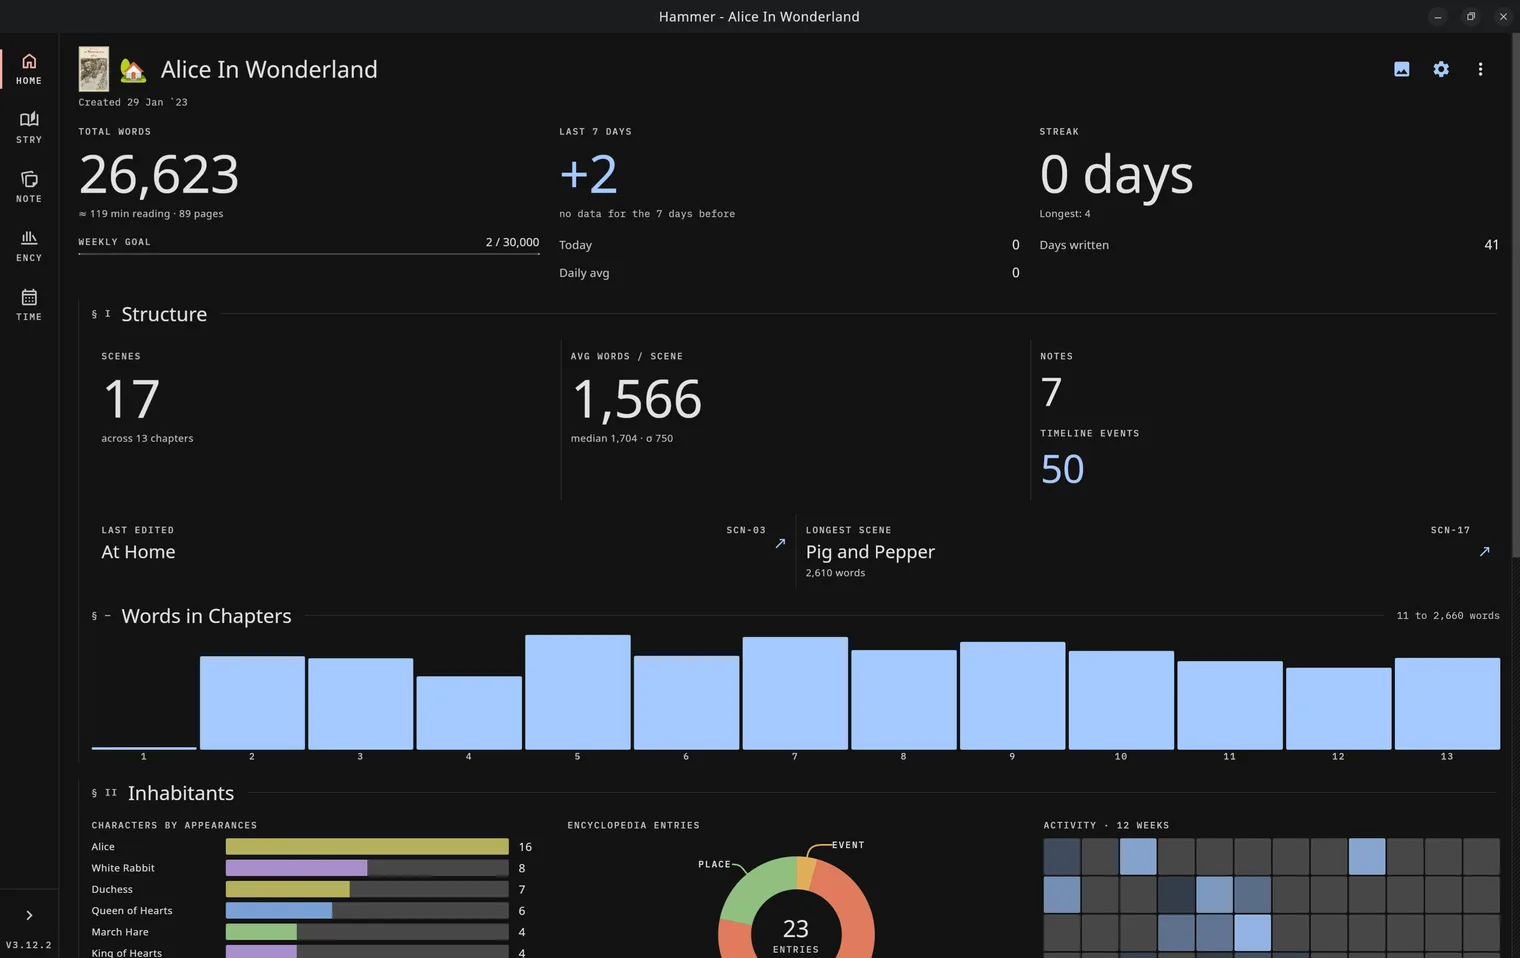 Hammer - Alice In Wonderland
HOME
STRY
NOTE
ENCY
TIME
V3.12.2
Alice In Wonderland
Created 29 Jan `23
TOTAL WORDS
26,623
≈ 119 min reading · 89 pages
WEEKLY GOAL 2 / 30,000
LAST 7 DAYS
+2
no data for the 7 days before
Today 0
Daily avg 0
STREAK
0 days
Longest: 4
Days written 41
§ I Structure
SCENES
17
across 13 chapters
AVG WORDS / SCENE
1,566
median 1,704 · σ 750
NOTES
7
TIMELINE EVENTS
50
LAST EDITED SCN-03
At Home
LONGEST SCENE SCN-17
Pig and Pepper
2,610 words
§ — Words in Chapters 11 to 2,660 words
1 2 3 4 5 6 7 8 9 10 11 12 13
§ II Inhabitants
CHARACTERS BY APPEARANCES
Alice 16
White Rabbit 8
Duchess 7
Queen of Hearts 6
March Hare 4
King of Hearts 4
ENCYCLOPEDIA ENTRIES
EVENT
PLACE
23
ENTRIES
ACTIVITY · 12 WEEKS